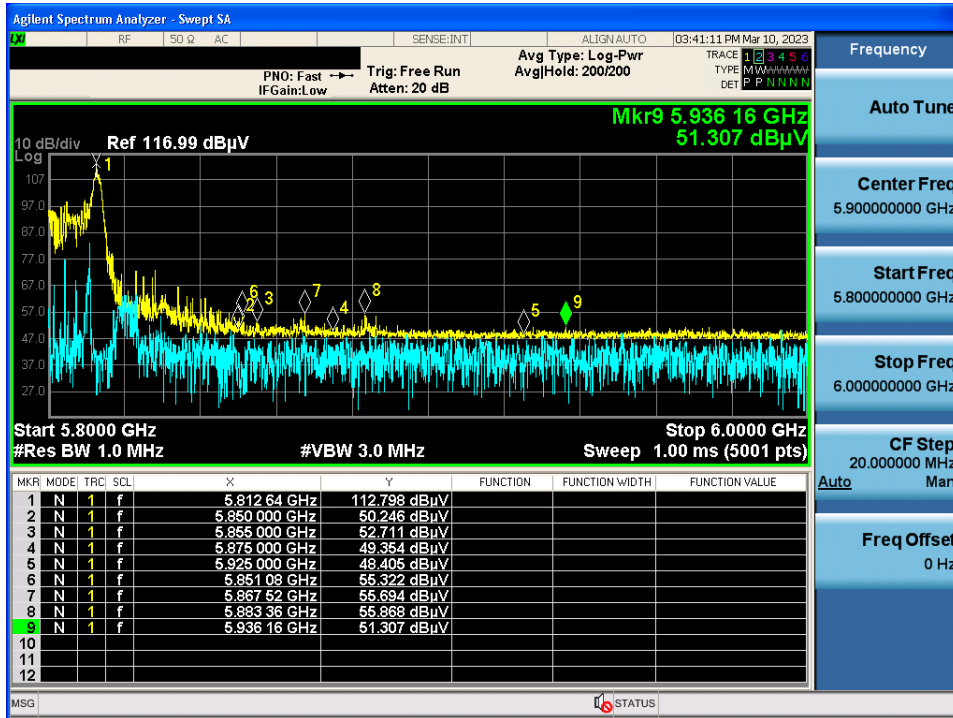 Agilent Spectrum Analyzer - Swept SA
LXI RF 50 Ω AC SENSE:INT ALIGN AUTO 03:41:11 PM Mar 10, 2023
Frequency
PNO: Fast Trig: Free Run Avg Type: Log-Pwr TRACE 1 2 3 4 5 6
IFGain:Low Atten: 20 dB Avg|Hold: 200/200 TYPE M W W W W W
DET P P N N N N
Auto Tune
Mkr9 5.936 16 GHz
10 dB/div Ref 116.99 dBµV 51.307 dBµV
Log
107
97.0
87.0
77.0
67.0
57.0
47.0
37.0
27.0
1
6
2
3
7
4
8
5
9
Start 5.8000 GHz Stop 6.0000 GHz
#Res BW 1.0 MHz #VBW 3.0 MHz Sweep 1.00 ms (5001 pts)
Center Freq
5.900000000 GHz
Start Freq
5.800000000 GHz
Stop Freq
6.000000000 GHz
CF Step
20.000000 MHz
Auto Man
Freq Offset
0 Hz
MKR MODE TRC SCL X Y FUNCTION FUNCTION WIDTH FUNCTION VALUE
1 N 1 f 5.812 64 GHz 112.798 dBµV
2 N 1 f 5.850 000 GHz 50.246 dBµV
3 N 1 f 5.855 000 GHz 52.711 dBµV
4 N 1 f 5.875 000 GHz 49.354 dBµV
5 N 1 f 5.925 000 GHz 48.405 dBµV
6 N 1 f 5.851 08 GHz 55.322 dBµV
7 N 1 f 5.867 52 GHz 55.694 dBµV
8 N 1 f 5.883 36 GHz 55.868 dBµV
9 N 1 f 5.936 16 GHz 51.307 dBµV
10
11
12
MSG STATUS